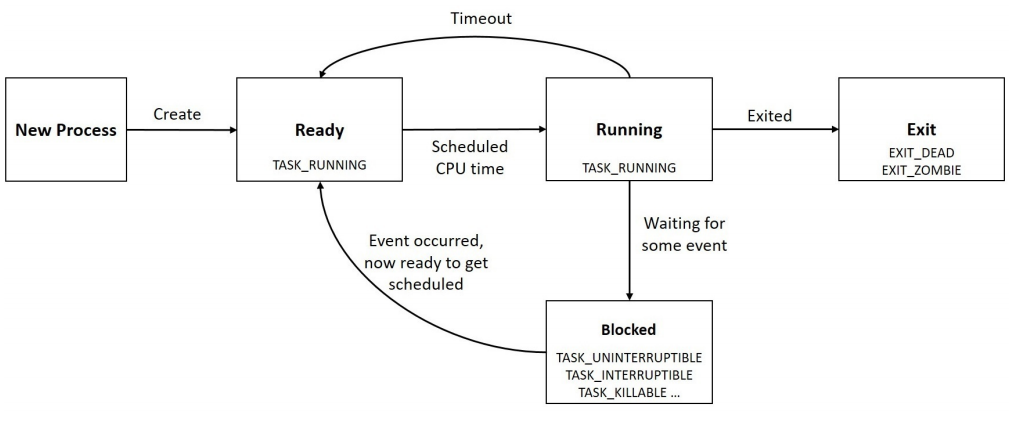 Timeout
New Process
Create
Ready
TASK_RUNNING
Scheduled
CPU time
Running
TASK_RUNNING
Exited
Exit
EXIT_DEAD
EXIT_ZOMBIE
Waiting for
some event
Event occurred,
now ready to get
scheduled
Blocked
TASK_UNINTERRUPTIBLE
TASK_INTERRUPTIBLE
TASK_KILLABLE ...